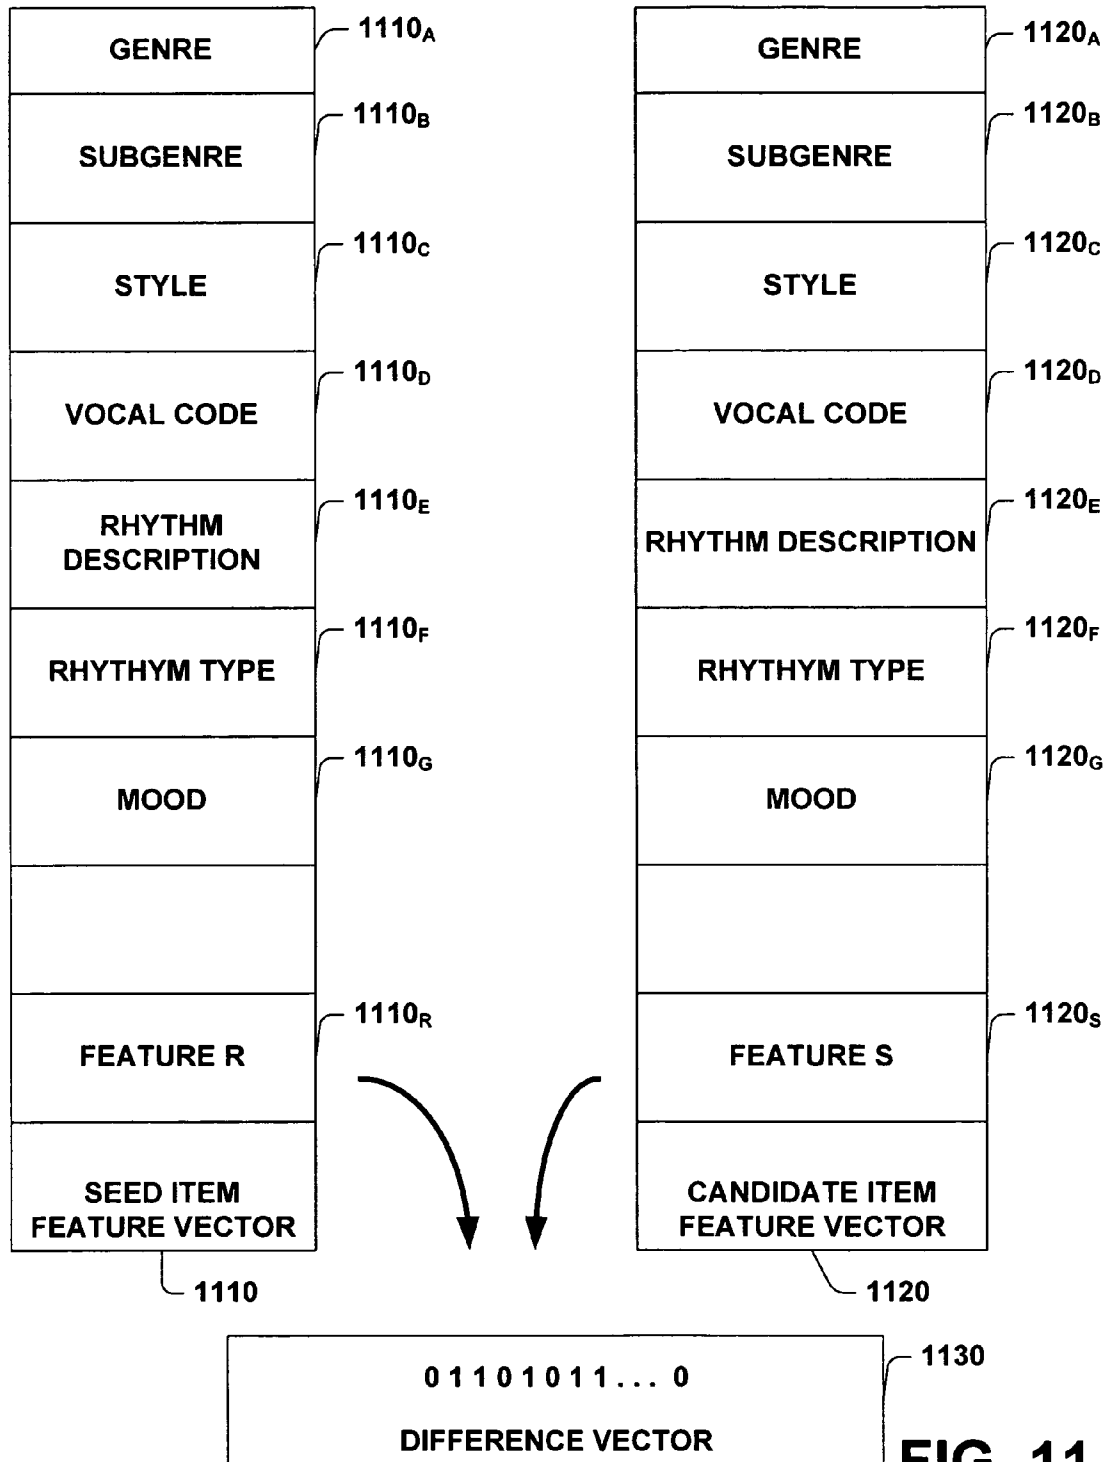 GENRE
1110A
SUBGENRE
1110B
STYLE
1110C
VOCAL CODE
1110D
RHYTHM
DESCRIPTION
1110E
RHYTHYM TYPE
1110F
MOOD
1110G
FEATURE R
1110R
SEED ITEM
FEATURE VECTOR
1110
GENRE
1120A
SUBGENRE
1120B
STYLE
1120C
VOCAL CODE
1120D
RHYTHM DESCRIPTION
1120E
RHYTHYM TYPE
1120F
MOOD
1120G
FEATURE S
1120S
CANDIDATE ITEM
FEATURE VECTOR
1120
0 1 1 0 1 0 1 1 . . . 0
1130
DIFFERENCE VECTOR
FIG. 11